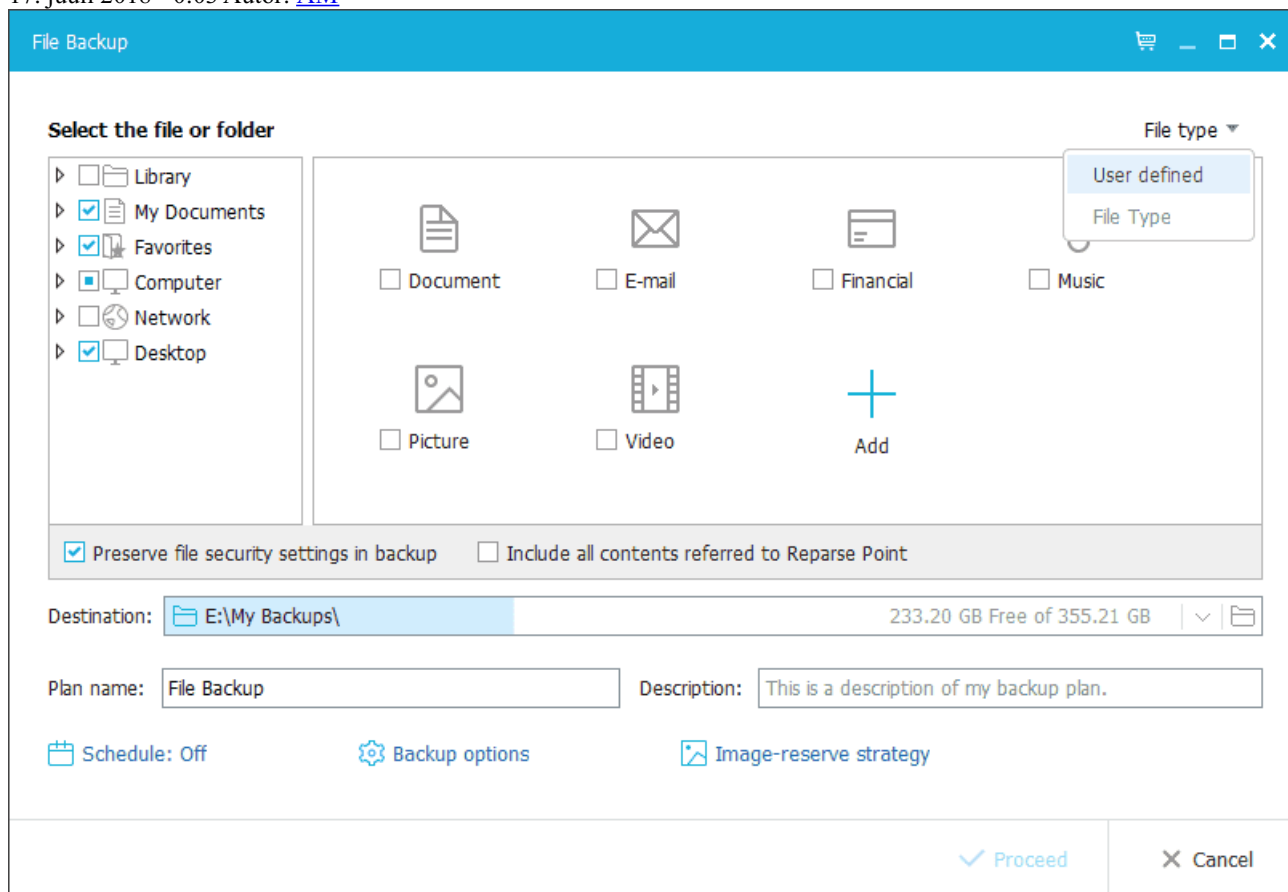 File Backup
Select the file or folder
File type
Library
My Documents
Favorites
Computer
Network
Desktop
User defined
File Type
Document
E-mail
Financial
Music
Picture
Video
Add
Preserve file security settings in backup
Include all contents referred to Reparse Point
Destination: E:\My Backups\ 233.20 GB Free of 355.21 GB
Plan name: File Backup
Description: This is a description of my backup plan.
Schedule: Off
Backup options
Image-reserve strategy
Proceed
Cancel